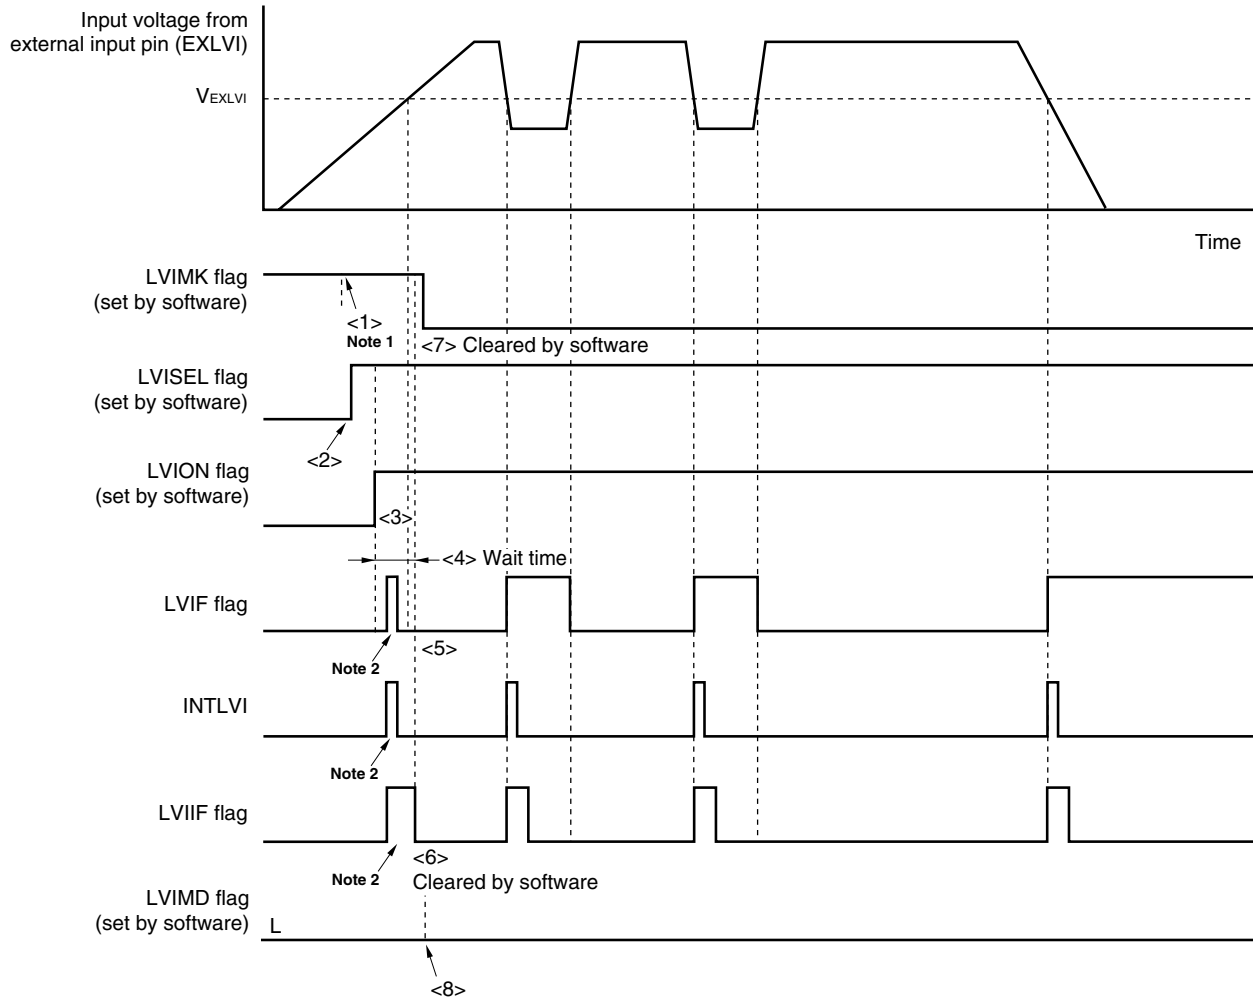 Input voltage from
external input pin (EXLVI)
VEXLVI
Time
LVIMK flag
(set by software)
<1>
Note 1
<7> Cleared by software
LVISEL flag
(set by software)
<2>
LVION flag
(set by software)
<3>
<4> Wait time
LVIF flag
Note 2
<5>
INTLVI
Note 2
LVIIF flag
Note 2
<6>
Cleared by software
LVIMD flag
(set by software)
L
<8>